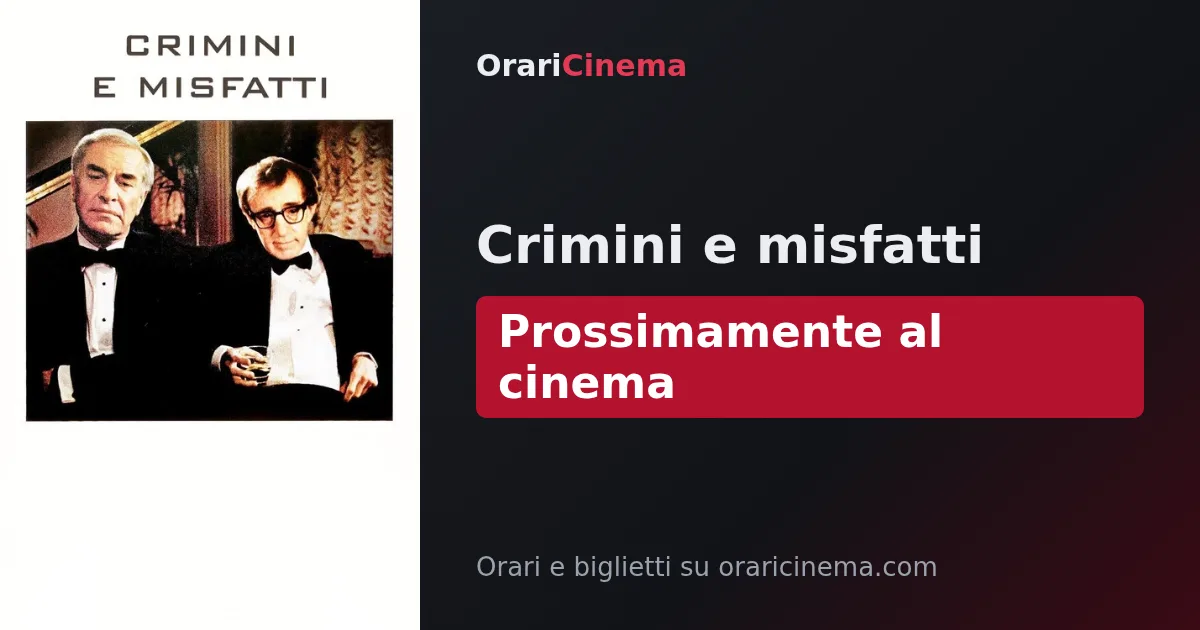 CRIMINI
E MISFATTI
OrariCinema
Crimini e misfatti
Prossimamente al
cinema
Orari e biglietti su oraricinema.com